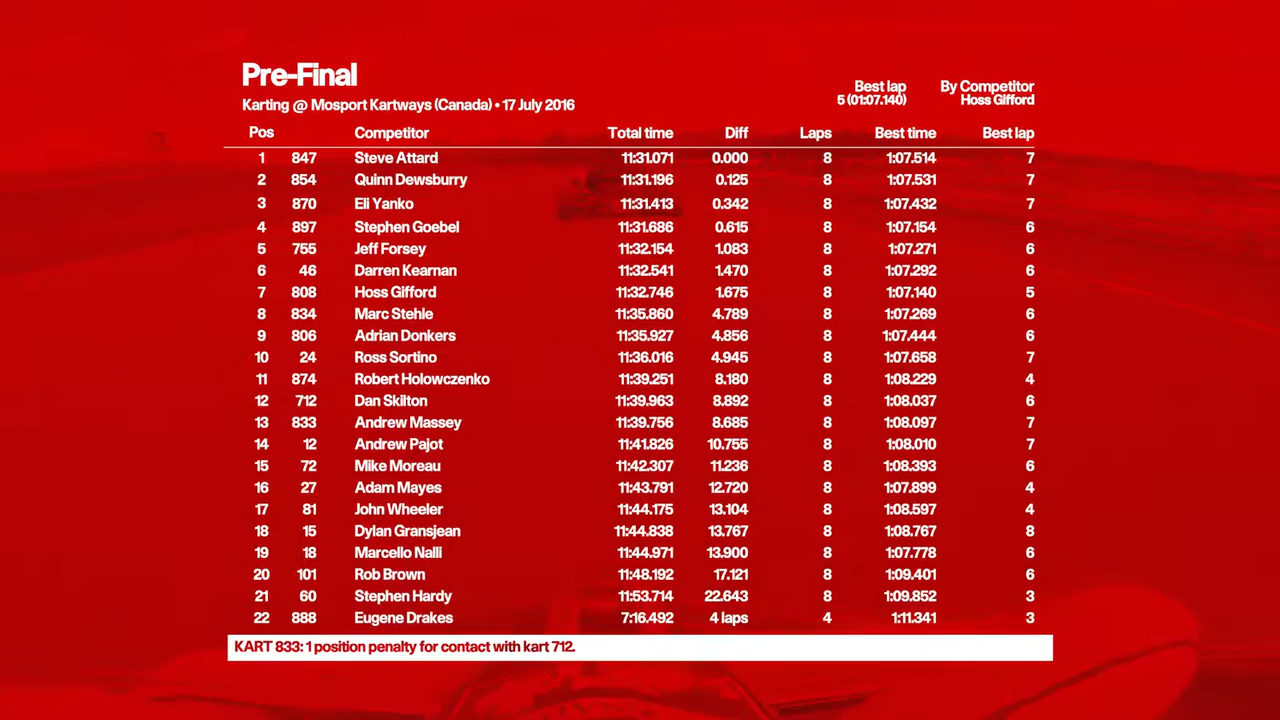 Pre-Final
Karting @ Mosport Kartways (Canada) • 17 July 2016
Best lap By Competitor
5 (01:07.140) Hoss Gifford
Pos Competitor Total time Diff Laps Best time Best lap
1 847 Steve Attard 11:31.071 0.000 8 1:07.514 7
2 854 Quinn Dewsburry 11:31.196 0.125 8 1:07.531 7
3 870 Eli Yanko 11:31.413 0.342 8 1:07.432 7
4 897 Stephen Goebel 11:31.686 0.615 8 1:07.154 6
5 755 Jeff Forsey 11:32.154 1.083 8 1:07.271 6
6 46 Darren Kearnan 11:32.541 1.470 8 1:07.292 6
7 808 Hoss Gifford 11:32.746 1.675 8 1:07.140 5
8 834 Marc Stehle 11:35.860 4.789 8 1:07.269 6
9 806 Adrian Donkers 11:35.927 4.856 8 1:07.444 6
10 24 Ross Sortino 11:36.016 4.945 8 1:07.658 7
11 874 Robert Holowczenko 11:39.251 8.180 8 1:08.229 4
12 712 Dan Skilton 11:39.963 8.892 8 1:08.037 6
13 833 Andrew Massey 11:39.756 8.685 8 1:08.097 7
14 12 Andrew Pajot 11:41.826 10.755 8 1:08.010 7
15 72 Mike Moreau 11:42.307 11.236 8 1:08.393 6
16 27 Adam Mayes 11:43.791 12.720 8 1:07.899 4
17 81 John Wheeler 11:44.175 13.104 8 1:08.597 4
18 15 Dylan Gransjean 11:44.838 13.767 8 1:08.767 8
19 18 Marcello Nalli 11:44.971 13.900 8 1:07.778 6
20 101 Rob Brown 11:48.192 17.121 8 1:09.401 6
21 60 Stephen Hardy 11:53.714 22.643 8 1:09.852 3
22 888 Eugene Drakes 7:16.492 4 laps 4 1:11.341 3
KART 833: 1 position penalty for contact with kart 712.